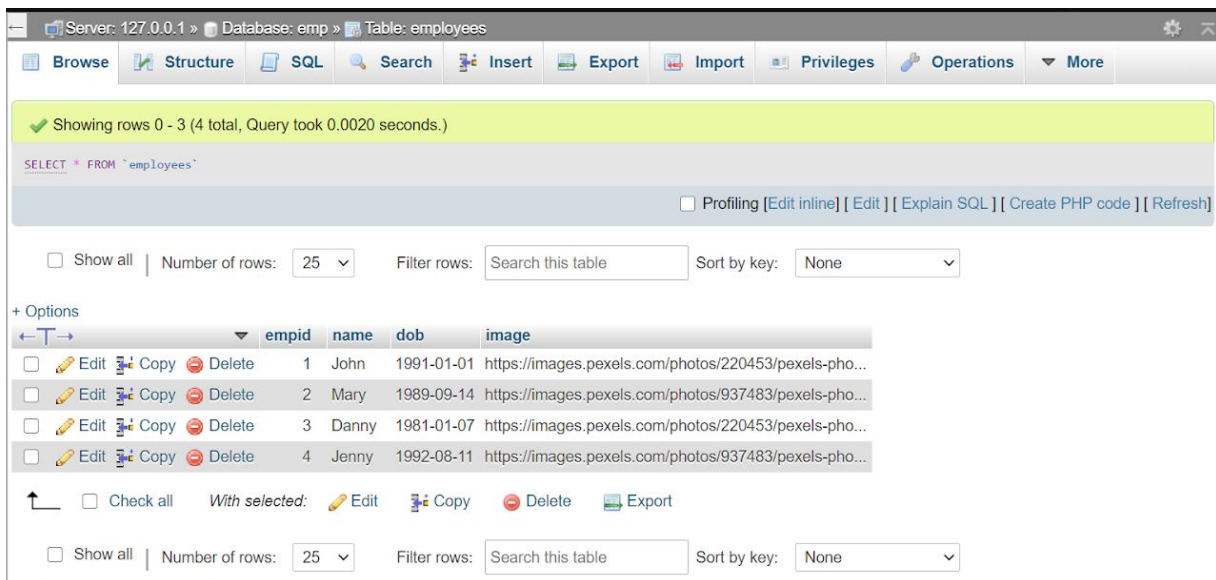 Server: 127.0.0.1 » Database: emp » Table: employees
Browse Structure SQL Search Insert Export Import Privileges Operations More
Showing rows 0 - 3 (4 total, Query took 0.0020 seconds.)
SELECT * FROM `employees`
Profiling [Edit inline] [ Edit ] [ Explain SQL ] [ Create PHP code ] [ Refresh]
Show all | Number of rows: 25 Filter rows: Search this table Sort by key: None
+ Options
←T→ empid name dob image
Edit Copy Delete 1 John 1991-01-01 https://images.pexels.com/photos/220453/pexels-pho...
Edit Copy Delete 2 Mary 1989-09-14 https://images.pexels.com/photos/937483/pexels-pho...
Edit Copy Delete 3 Danny 1981-01-07 https://images.pexels.com/photos/220453/pexels-pho...
Edit Copy Delete 4 Jenny 1992-08-11 https://images.pexels.com/photos/937483/pexels-pho...
Check all With selected: Edit Copy Delete Export
Show all | Number of rows: 25 Filter rows: Search this table Sort by key: None